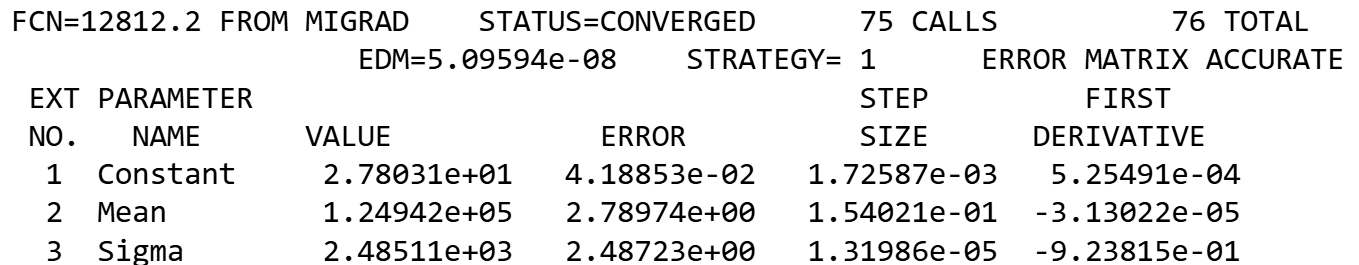 FCN=12812.2 FROM MIGRAD    STATUS=CONVERGED      75 CALLS          76 TOTAL
                    EDM=5.09594e-08    STRATEGY= 1      ERROR MATRIX ACCURATE
 EXT PARAMETER                                   STEP         FIRST
 NO.   NAME      VALUE            ERROR          SIZE      DERIVATIVE
  1  Constant     2.78031e+01   4.18853e-02   1.72587e-03   5.25491e-04
  2  Mean         1.24942e+05   2.78974e+00   1.54021e-01  -3.13022e-05
  3  Sigma        2.48511e+03   2.48723e+00   1.31986e-05  -9.23815e-01